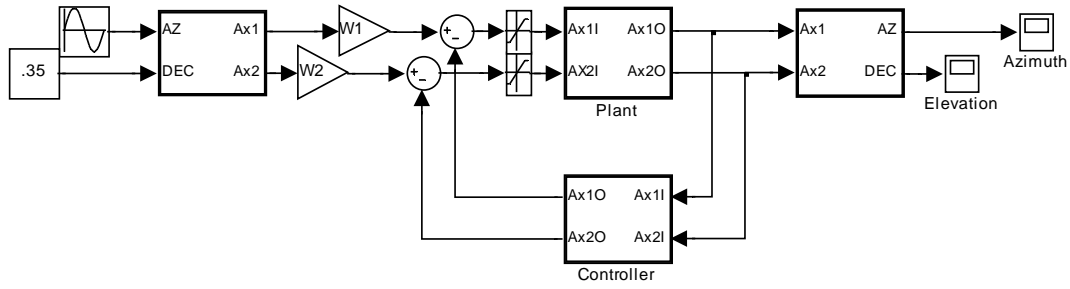 AZ
DEC
Ax1
Ax2
.35
W1
W2
+
-
+
-
Ax1I
AX2I
Ax1O
Ax2O
Plant
Ax1
Ax2
AZ
DEC
Azimuth
Elevation
Ax1O
Ax2O
Ax1I
Ax2I
Controller